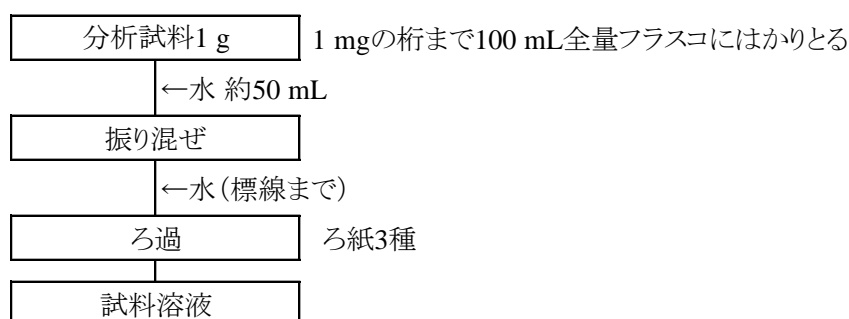 分析試料1 g　1 mgの桁まで100 mL全量フラスコにはかりとる
←水 約50 mL
振り混ぜ
←水（標線まで）
ろ過　ろ紙3種
試料溶液